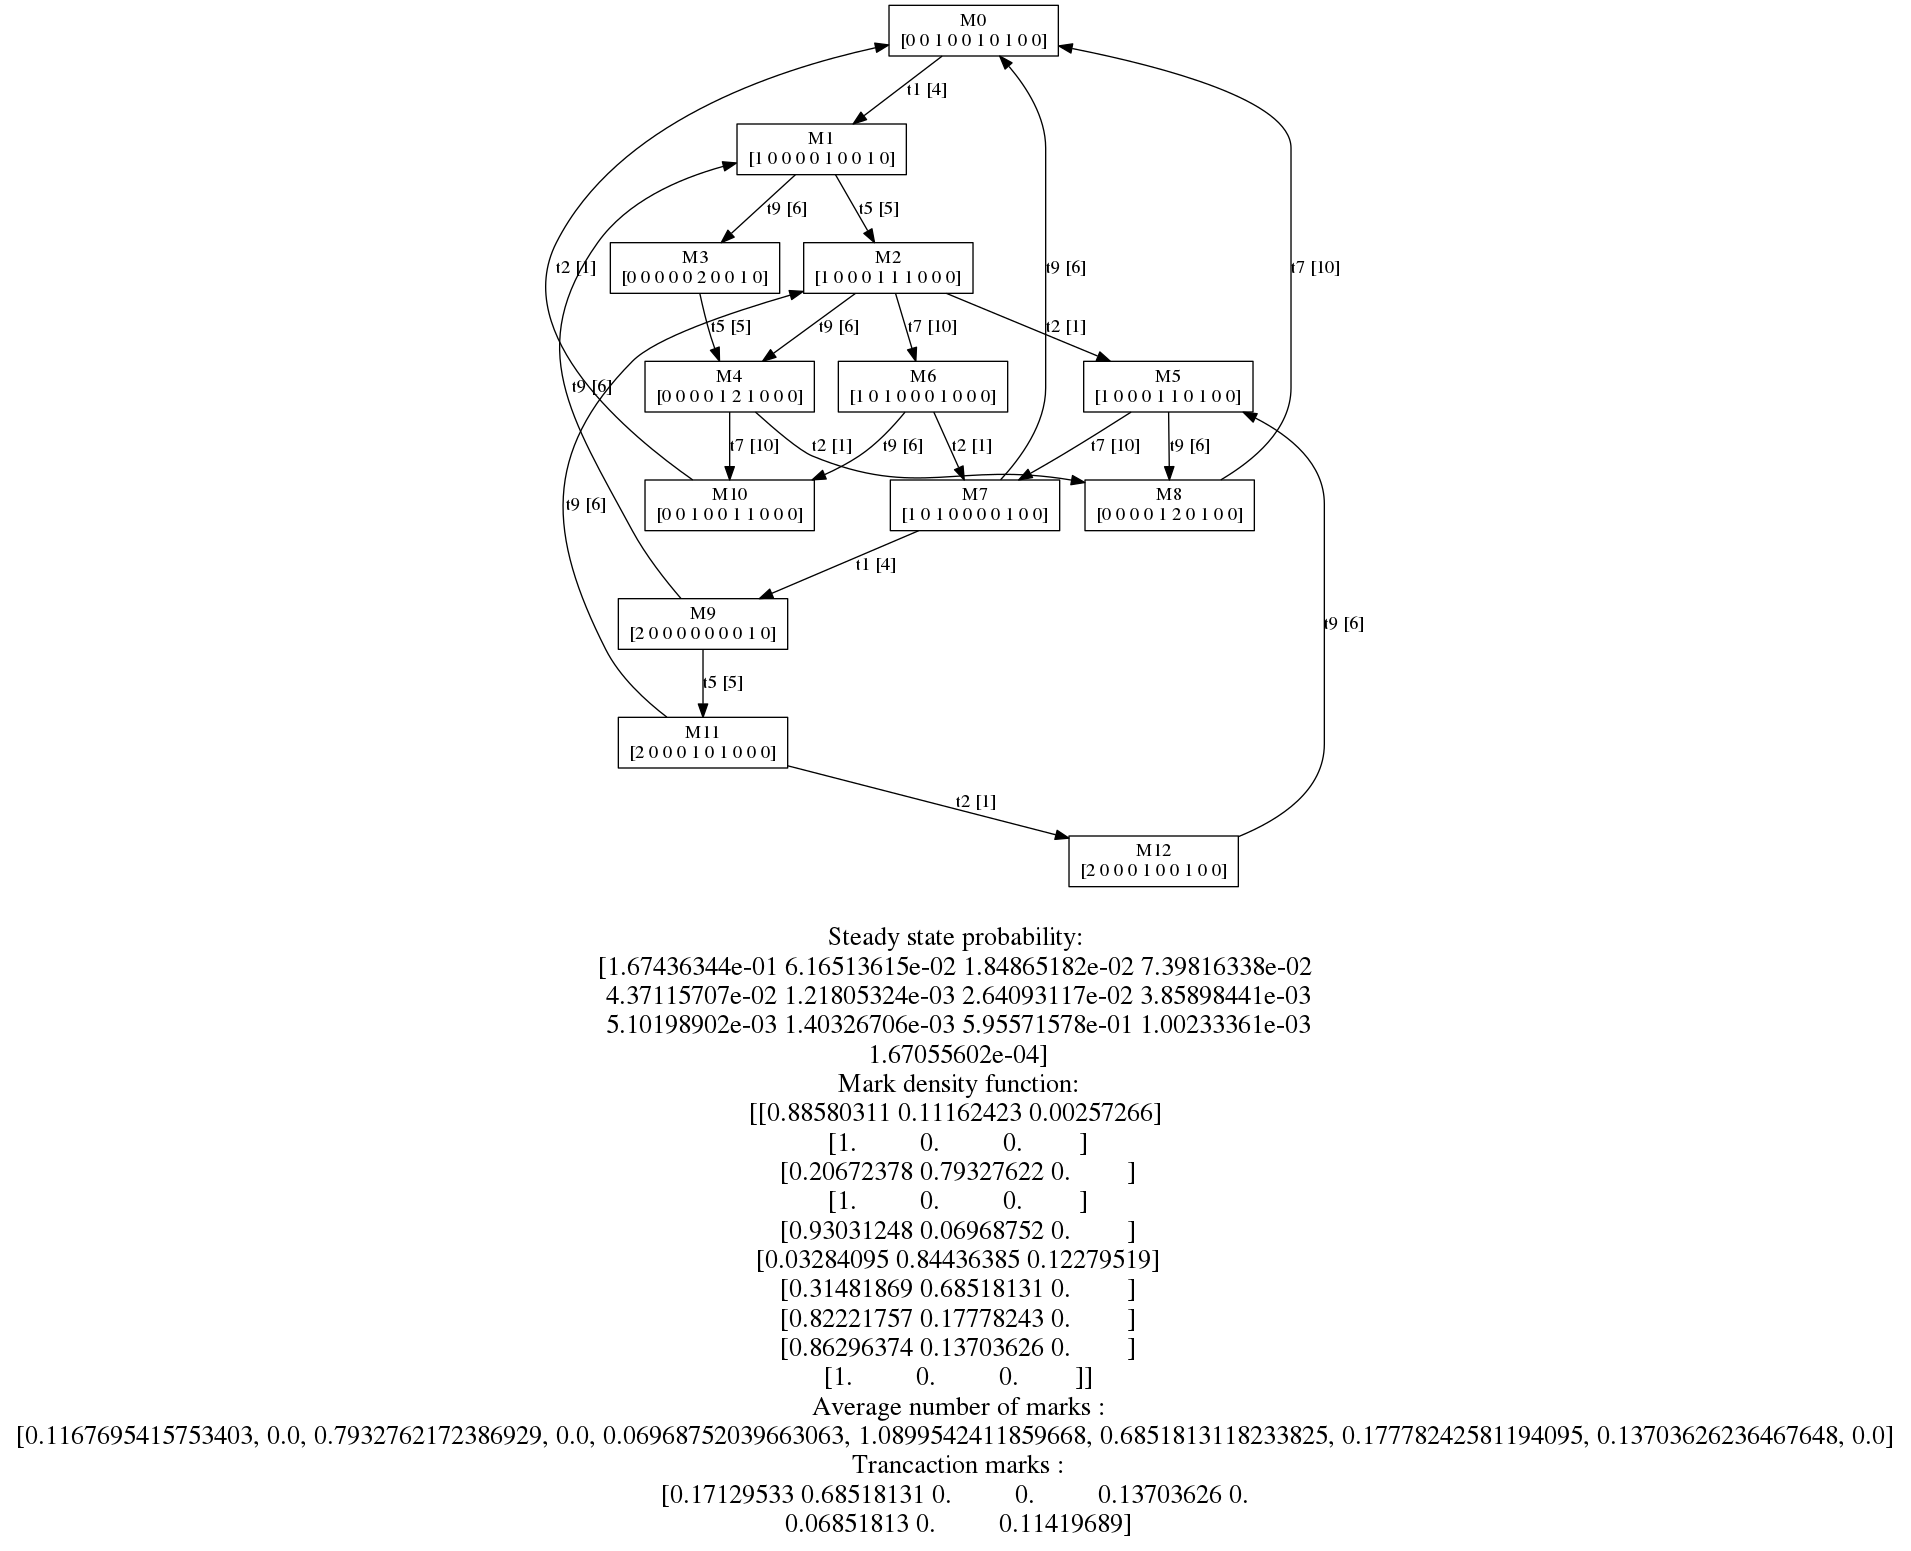 M0
[0 0 1 0 0 1 0 1 0 0]
t1 [4]
M1
[1 0 0 0 0 1 0 0 1 0]
t9 [6]
t5 [5]
M3
[0 0 0 0 0 2 0 0 1 0]
M2
[1 0 0 0 1 1 1 0 0 0]
t2 [1]
t9 [6]
t7 [10]
t5 [5]
t9 [6]
t7 [10]
t2 [1]
M4
[0 0 0 0 1 2 1 0 0 0]
M6
[1 0 1 0 0 0 1 0 0 0]
M5
[1 0 0 0 1 1 0 1 0 0]
t9 [6]
t7 [10]
t2 [1]
t9 [6]
t2 [1]
t7 [10]
t9 [6]
M10
[0 0 1 0 0 1 1 0 0 0]
M7
[1 0 1 0 0 0 0 1 0 0]
M8
[0 0 0 0 1 2 0 1 0 0]
t9 [6]
t1 [4]
M9
[2 0 0 0 0 0 0 0 1 0]
t9 [6]
t5 [5]
M11
[2 0 0 0 1 0 1 0 0 0]
t2 [1]
M12
[2 0 0 0 1 0 0 1 0 0]
Steady state probability:
[1.67436344e-01 6.16513615e-02 1.84865182e-02 7.39816338e-02
4.37115707e-02 1.21805324e-03 2.64093117e-02 3.85898441e-03
5.10198902e-03 1.40326706e-03 5.95571578e-01 1.00233361e-03
1.67055602e-04]
Mark density function:
[[0.88580311 0.11162423 0.00257266]
[1. 0. 0. ]
[0.20672378 0.79327622 0. ]
[1. 0. 0. ]
[0.93031248 0.06968752 0. ]
[0.03284095 0.84436385 0.12279519]
[0.31481869 0.68518131 0. ]
[0.82221757 0.17778243 0. ]
[0.86296374 0.13703626 0. ]
[1. 0. 0. ]]
Average number of marks :
[0.1167695415753403, 0.0, 0.7932762172386929, 0.0, 0.06968752039663063, 1.0899542411859668, 0.6851813118233825, 0.17778242581194095, 0.13703626236467648, 0.0]
Trancaction marks :
[0.17129533 0.68518131 0. 0. 0.13703626 0.
0.06851813 0. 0.11419689]